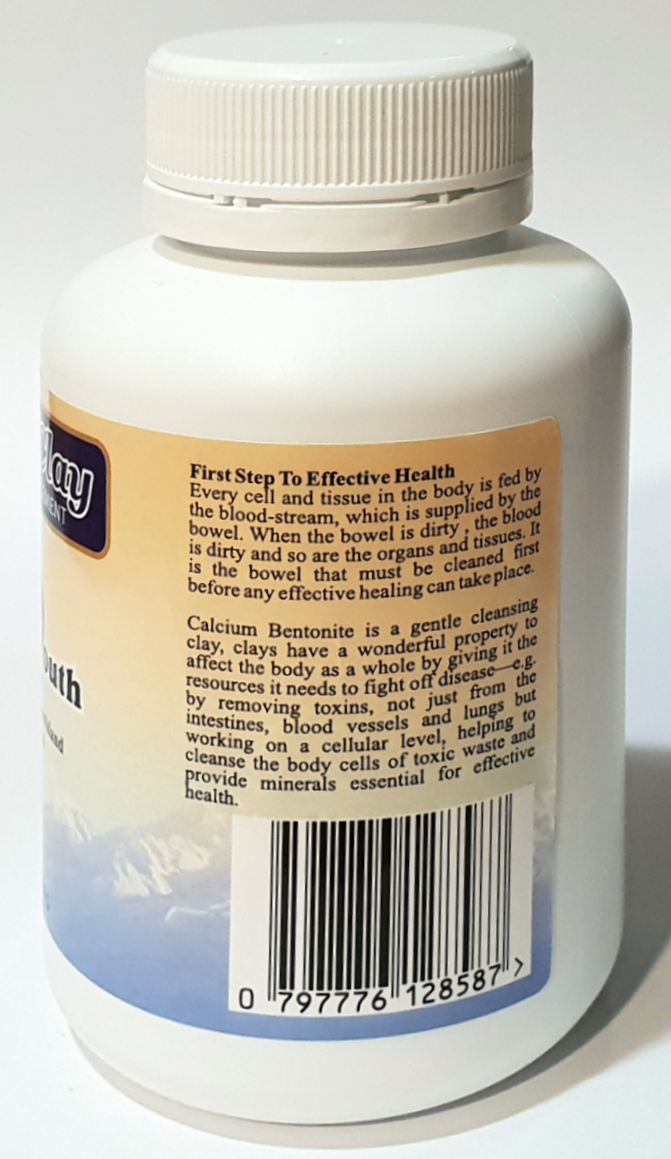 First Step To Effective Health
Every cell and tissue in the body is fed by
the blood-stream, which is supplied by the
bowel. When the bowel is dirty , the blood
is dirty and so are the organs and tissues. It
is the bowel that must be cleaned first
before any effective healing can take place.
Calcium Bentonite is a gentle cleansing
clay, clays have a wonderful property to
affect the body as a whole by giving it the
resources it needs to fight off disease—e.g.
by removing toxins, not just from the
intestines, blood vessels and lungs but
working on a cellular level, helping to
cleanse the body cells of toxic waste and
provide minerals essential for effective
health.
0 797776 128587 >